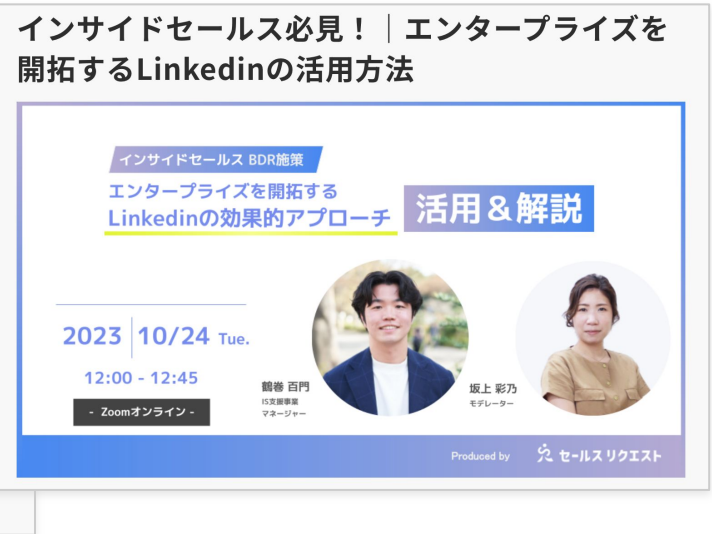 インサイドセールス必見！｜エンタープライズを
開拓するLinkedinの活用方法
インサイドセールス BDR施策
エンタープライズを開拓する
Linkedinの効果的アプローチ
活用＆解説
2023 10/24 Tue.
12:00 - 12:45
- Zoomオンライン -
鶴巻 百門
IS支援事業
マネージャー
坂上 彩乃
モデレーター
Produced by セールスリクエスト